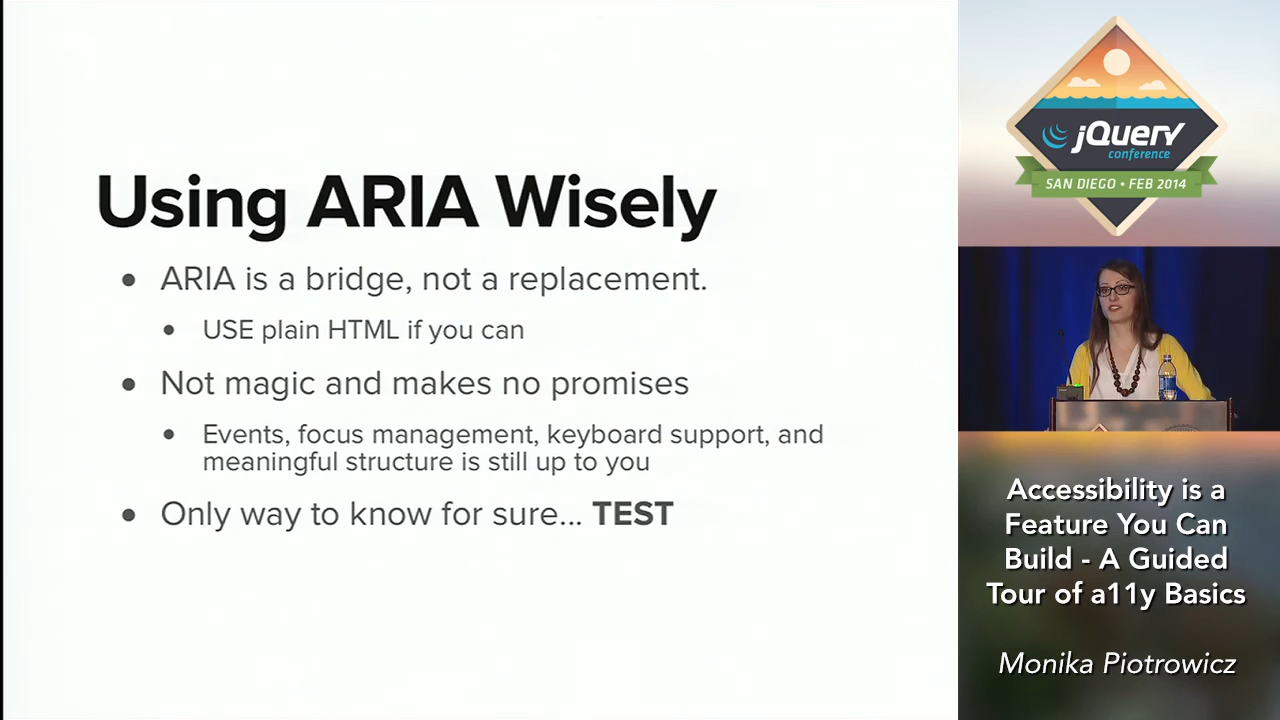 Using ARIA Wisely
• ARIA is a bridge, not a replacement.
• USE plain HTML if you can
• Not magic and makes no promises
• Events, focus management, keyboard support, and
meaningful structure is still up to you
• Only way to know for sure... TEST
jQuery
conference
SAN DIEGO • FEB 2014
Accessibility is a
Feature You Can
Build - A Guided
Tour of a11y Basics
Monika Piotrowicz